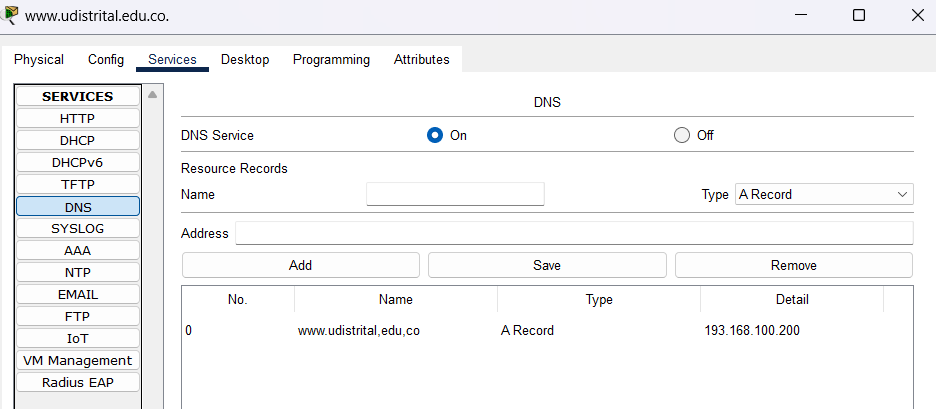 www.udistrital.edu.co.
Physical Config Services Desktop Programming Attributes
SERVICES
HTTP
DHCP
DHCPv6
TFTP
DNS
SYSLOG
AAA
NTP
EMAIL
FTP
IoT
VM Management
Radius EAP
DNS
DNS Service On Off
Resource Records
Name Type A Record
Address
Add Save Remove
No. Name Type Detail
0 www.udistrital,edu,co A Record 193.168.100.200